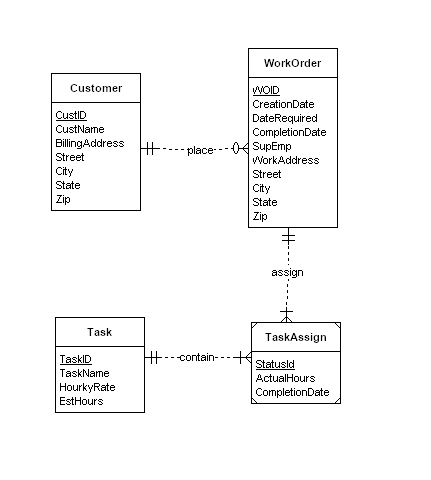 Customer
CustID
CustName
BillingAddress
Street
City
State
Zip
place
WorkOrder
WOID
CreationDate
DateRequired
CompletionDate
SupEmp
WorkAddress
Street
City
State
Zip
assign
Task
TaskID
TaskName
HourkyRate
EstHours
contain
TaskAssign
StatusId
ActualHours
CompletionDate